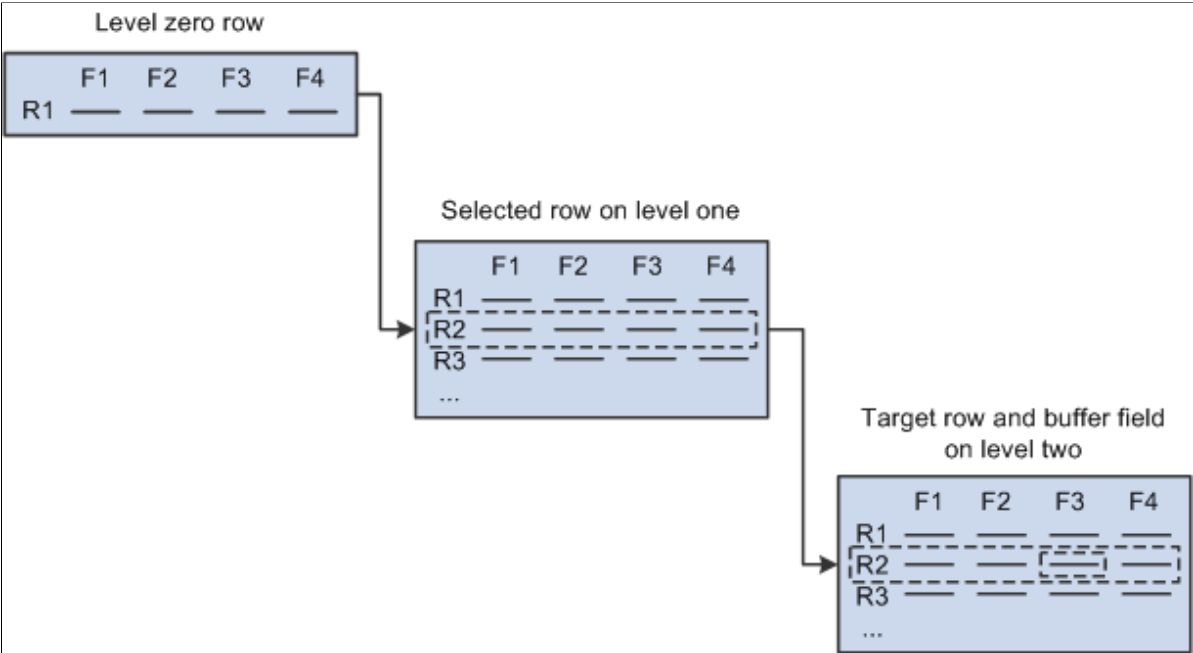 Level zero row
F1 F2 F3 F4
R1
Selected row on level one
F1 F2 F3 F4
R1
R2
R3
...
Target row and buffer field
on level two
F1 F2 F3 F4
R1
R2
R3
...